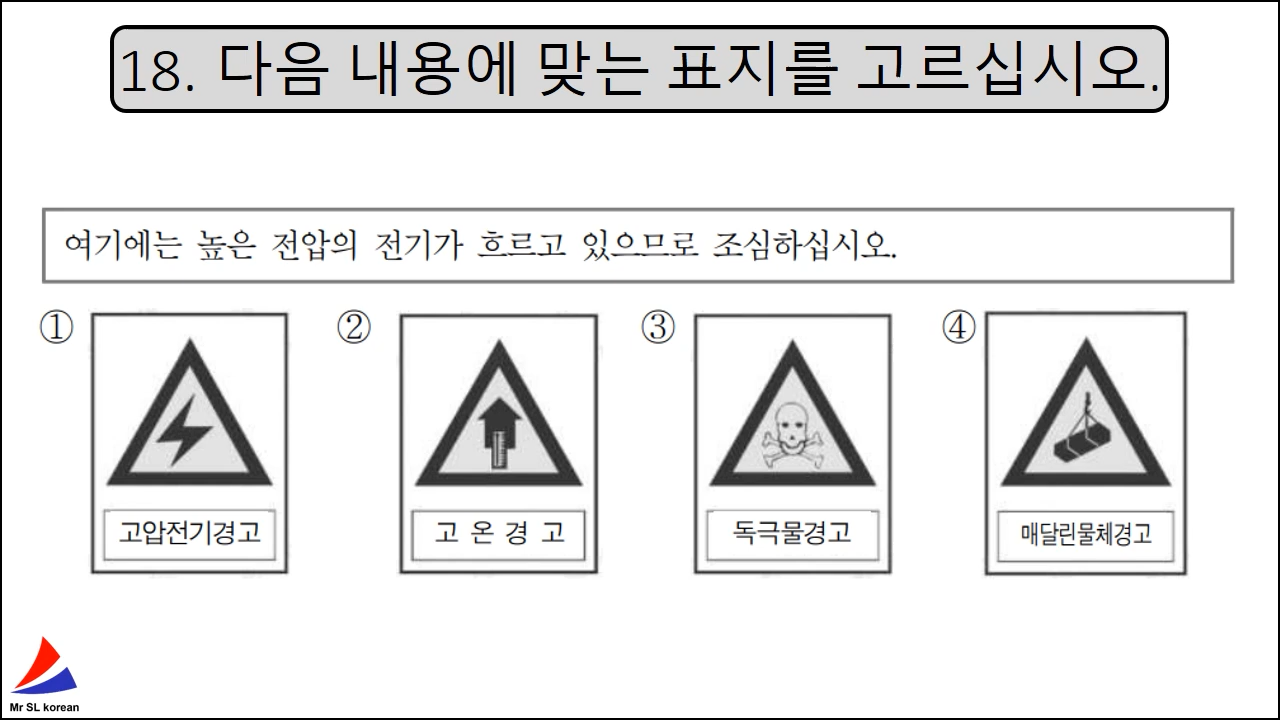 18. 다음 내용에 맞는 표지를 고르십시오.
여기에는 높은 전압의 전기가 흐르고 있으므로 조심하십시오.
① ② ③ ④
고압전기경고 고 온 경 고 독극물경고 매달린물체경고
Mr SL korean